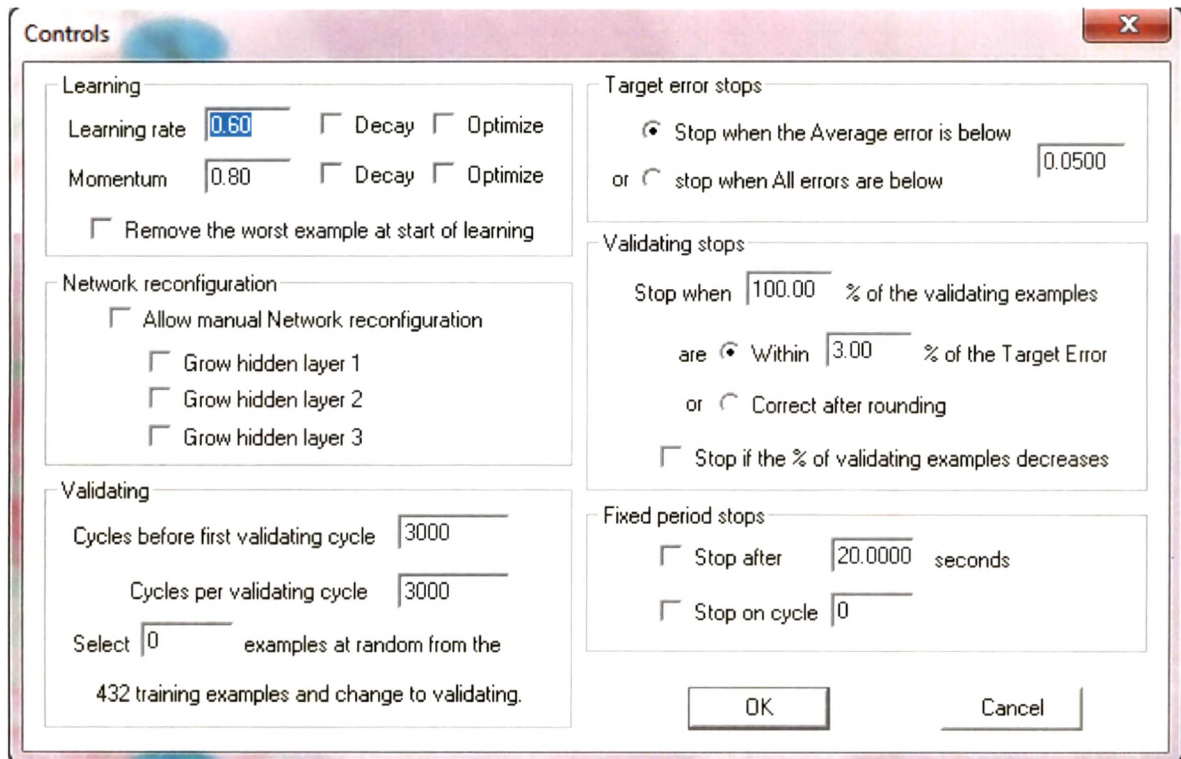 Controls
X
Learning
Learning rate 0.60 Decay Optimize
Momentum 0.80 Decay Optimize
Remove the worst example at start of learning
Network reconfiguration
Allow manual Network reconfiguration
Grow hidden layer 1
Grow hidden layer 2
Grow hidden layer 3
Validating
Cycles before first validating cycle 3000
Cycles per validating cycle 3000
Select 0 examples at random from the
432 training examples and change to validating.
Target error stops
Stop when the Average error is below
0.0500
or stop when All errors are below
Validating stops
Stop when 100.00 % of the validating examples
are Within 3.00 % of the Target Error
or Correct after rounding
Stop if the % of validating examples decreases
Fixed period stops
Stop after 20.0000 seconds
Stop on cycle 0
OK Cancel